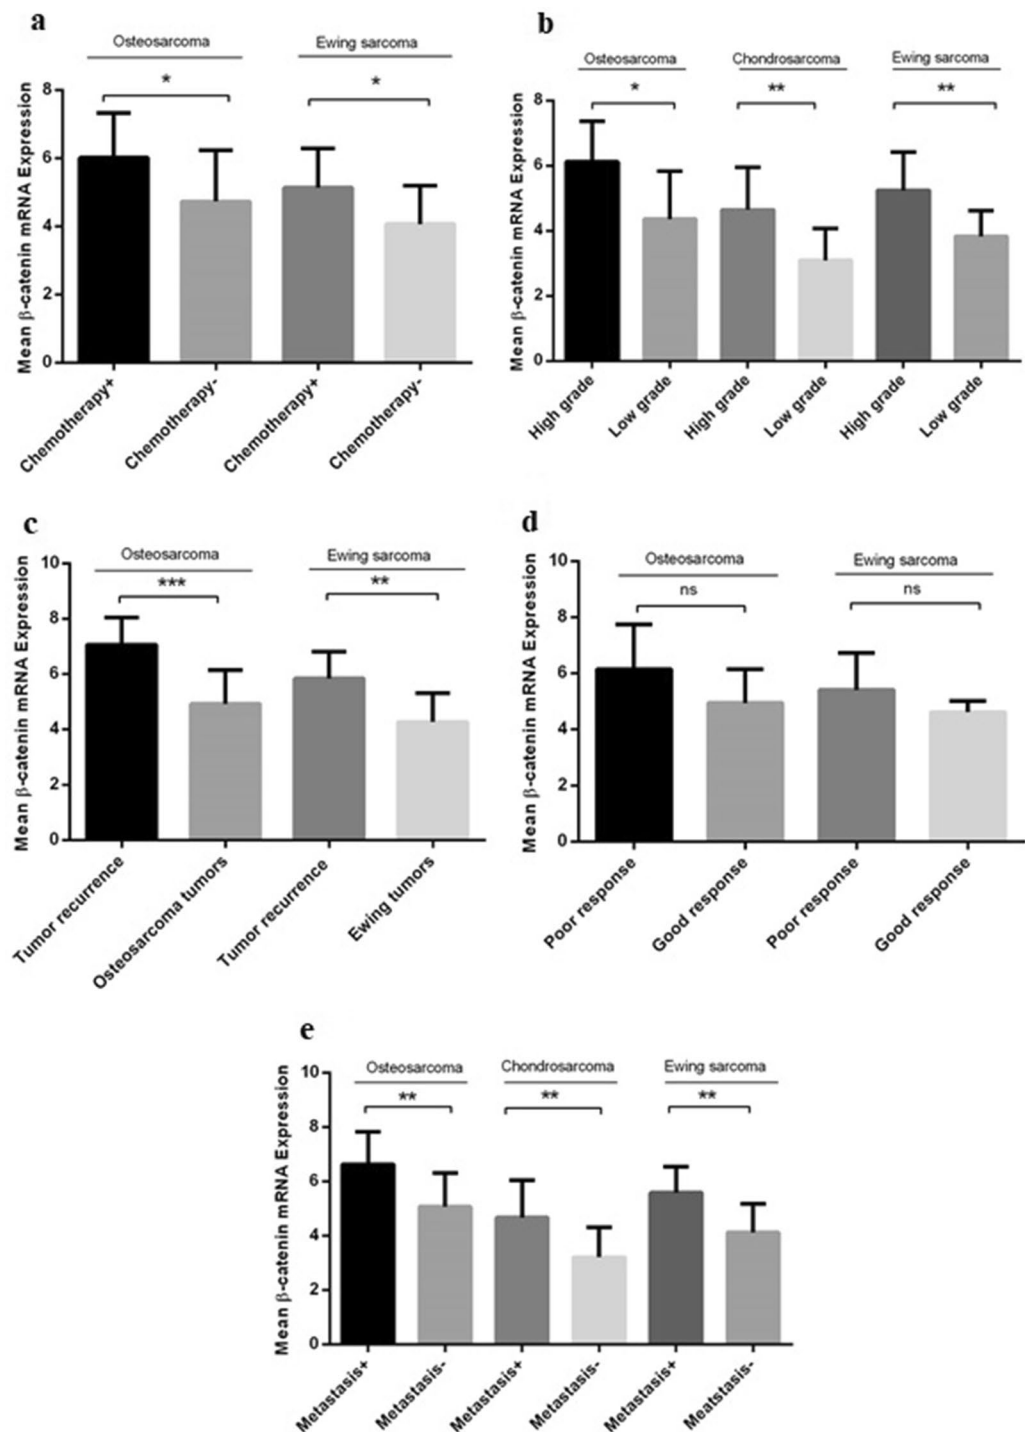 a
Osteosarcoma Ewing sarcoma
* *
Mean β-catenin mRNA Expression
8
6
4
2
0
Chemotherapy+ Chemotherapy- Chemotherapy+ Chemotherapy-
b
Osteosarcoma Chondrosarcoma Ewing sarcoma
* ** **
Mean β-catenin mRNA Expression
8
6
4
2
0
High grade Low grade High grade Low grade High grade Low grade
c
Osteosarcoma Ewing sarcoma
*** **
Mean β-catenin mRNA Expression
10
8
6
4
2
0
Tumor recurrence Osteosarcoma tumors Tumor recurrence Ewing tumors
d
Osteosarcoma Ewing sarcoma
ns ns
Mean β-catenin mRNA Expression
10
8
6
4
2
0
Poor response Good response Poor response Good response
e
Osteosarcoma Chondrosarcoma Ewing sarcoma
** ** **
Mean β-catenin mRNA Expression
10
8
6
4
2
0
Metastasis+ Metastasis- Metastasis+ Metastasis- Metastasis+ Meatstasis-